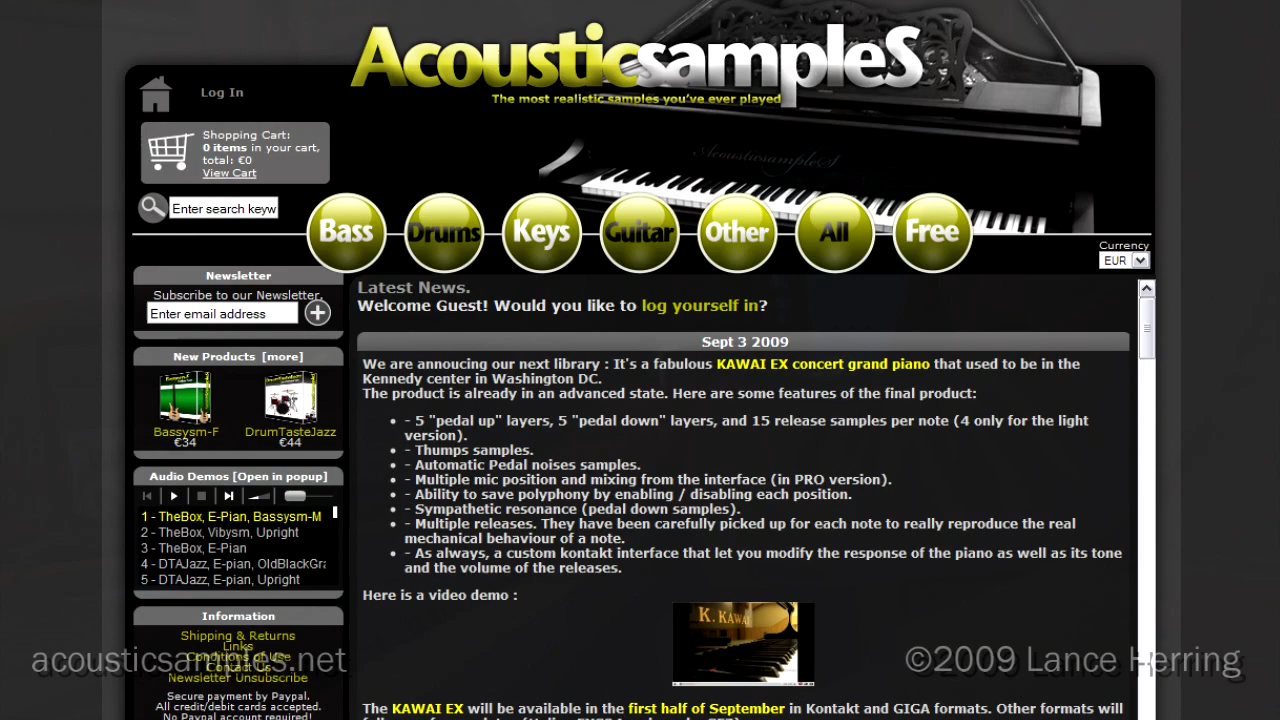 AcousticsampleS
The most realistic samples you've ever played
Log In
Shopping Cart:
0 items in your cart,
total: €0
View Cart
Enter search keyw
Bass
Drums
Keys
Guitar
Other
All
Free
AcousticsampleS
Currency
EUR
Newsletter
Subscribe to our Newsletter.
Enter email address
New Products [more]
Bassysm-F
€34
DrumTasteJazz
€44
Audio Demos [Open in popup]
1 - TheBox, E-Pian, Bassysm-M
2 - TheBox, Vibysm, Upright
3 - TheBox, E-Pian
4 - DTAJazz, E-pian, OldBlackGra
5 - DTAJazz, E-pian, Upright
Information
Shipping & Returns
Links
Conditions of Use
Contact Us
Newsletter Unsubscribe
Secure payment by Paypal.
All credit/debit cards accepted.
No Paypal account required!
Latest News.
Welcome Guest! Would you like to log yourself in?
Sept 3 2009
We are annoucing our next library : It's a fabulous KAWAI EX concert grand piano that used to be in the
Kennedy center in Washington DC.
The product is already in an advanced state. Here are some features of the final product:
- 5 "pedal up" layers, 5 "pedal down" layers, and 15 release samples per note (4 only for the light
version).
- Thumps samples.
- Automatic Pedal noises samples.
- Multiple mic position and mixing from the interface (in PRO version).
- Ability to save polyphony by enabling / disabling each position.
- Sympathetic resonance (pedal down samples).
- Multiple releases. They have been carefully picked up for each note to really reproduce the real
mechanical behaviour of a note.
- As always, a custom kontakt interface that let you modify the response of the piano as well as its tone
and the volume of the releases.
Here is a video demo :
K. KAWAI
The KAWAI EX will be available in the first half of September in Kontakt and GIGA formats. Other formats will
acousticsamples.net
©2009 Lance Herring